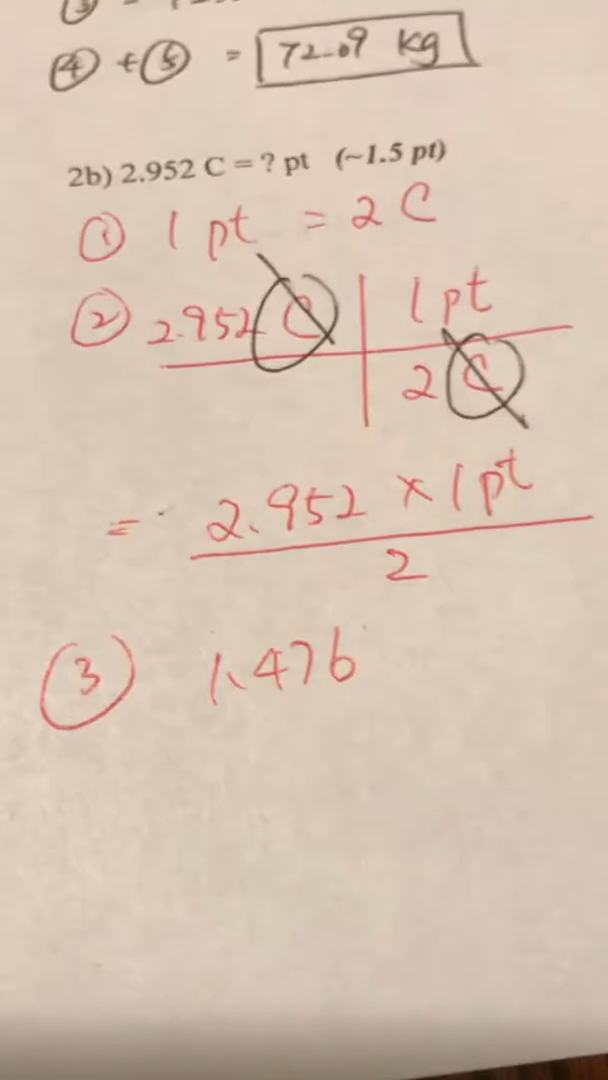 ③ =
④ + ⑤ = 72.09 kg
2b) 2.952 C = ? pt (~1.5 pt)
① 1 pt = 2 C
② 2.952 C | 1 pt
2 C
= 2.952 × 1 pt
2
③ 1.476